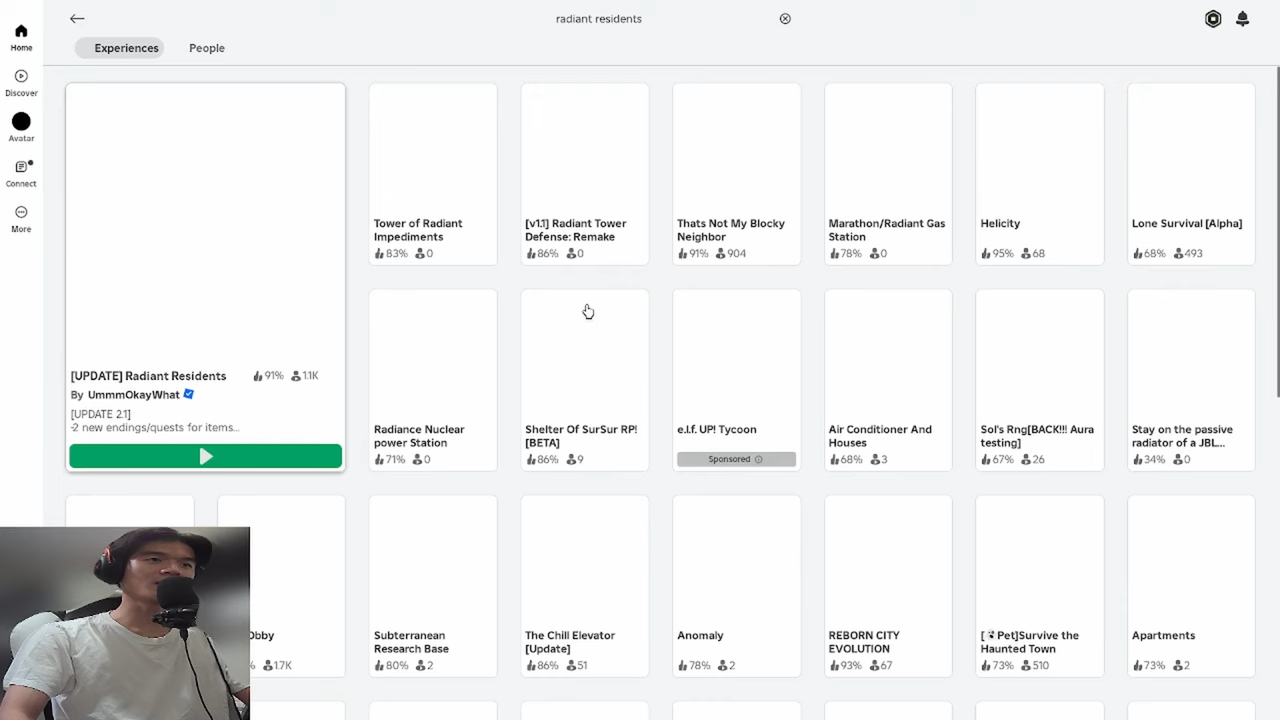 radiant residents
Home
Discover
Avatar
Connect
More
Experiences People
[UPDATE] Radiant Residents 91% 1.1K
By UmmmOkayWhat
[UPDATE 2.1]
-2 new endings/quests for items...
Tower of Radiant
Impediments
83% 0
[v1.1] Radiant Tower
Defense: Remake
86% 0
Thats Not My Blocky
Neighbor
91% 904
Marathon/Radiant Gas
Station
78% 0
Helicity
95% 68
Lone Survival [Alpha]
68% 493
Radiance Nuclear
power Station
71% 0
Shelter Of SurSur RP!
[BETA]
86% 9
e.l.f. UP! Tycoon
Sponsored
Air Conditioner And
Houses
68% 3
Sol's Rng[BACK!!! Aura
testing]
67% 26
Stay on the passive
radiator of a JBL...
34% 0
Obby
% 1.7K
Subterranean
Research Base
80% 2
The Chill Elevator
[Update]
86% 51
Anomaly
78% 2
REBORN CITY
EVOLUTION
93% 67
[ Pet]Survive the
Haunted Town
73% 510
Apartments
73% 2